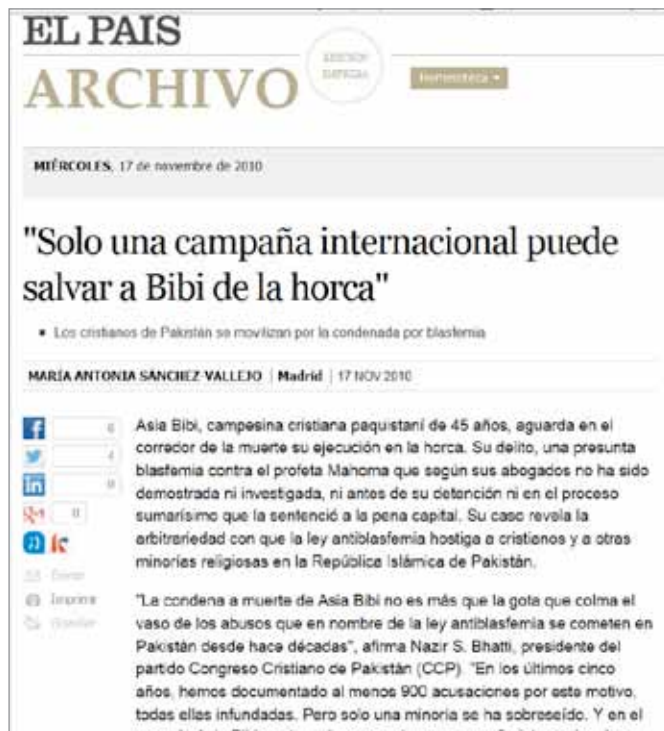 EL PAIS
ARCHIVO
EDICIÓN
IMPRESA
Hemeroteca
MIÉRCOLES, 17 de noviembre de 2010
"Solo una campaña internacional puede
salvar a Bibi de la horca"
Los cristianos de Pakistán se movilizan por la condenada por blasfemia
MARÍA ANTONIA SÁNCHEZ-VALLEJO | Madrid | 17 NOV 2010
6
4
0
0
Enviar
Imprimir
Guardar
Asia Bibi, campesina cristiana paquistaní de 45 años, aguarda en el
corredor de la muerte su ejecución en la horca. Su delito, una presunta
blasfemia contra el profeta Mahoma que según sus abogados no ha sido
demostrada ni investigada, ni antes de su detención ni en el proceso
sumarísimo que la sentenció a la pena capital. Su caso revela la
arbitrariedad con que la ley antiblasfemia hostiga a cristianos y a otras
minorías religiosas en la República Islámica de Pakistán.
"La condena a muerte de Asia Bibi no es más que la gota que colma el
vaso de los abusos que en nombre de la ley antiblasfemia se cometen en
Pakistán desde hace décadas", afirma Nazir S. Bhatti, presidente del
partido Congreso Cristiano de Pakistán (CCP). "En los últimos cinco
años, hemos documentado al menos 900 acusaciones por este motivo,
todas ellas infundadas. Pero solo una minoría se ha sobreseído. Y en el